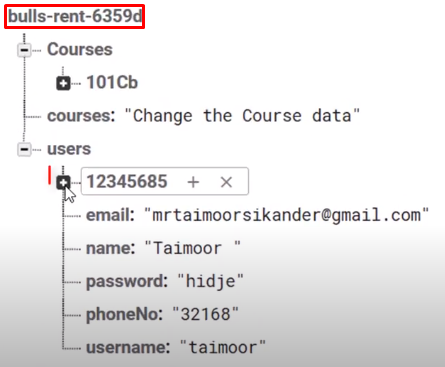 bulls-rent-6359d
Courses
101Cb
courses: "Change the Course data"
users
12345685 + ×
email: "mrtaimoorsikander@gmail.com"
name: "Taimoor "
password: "hidje"
phoneNo: "32168"
username: "taimoor"